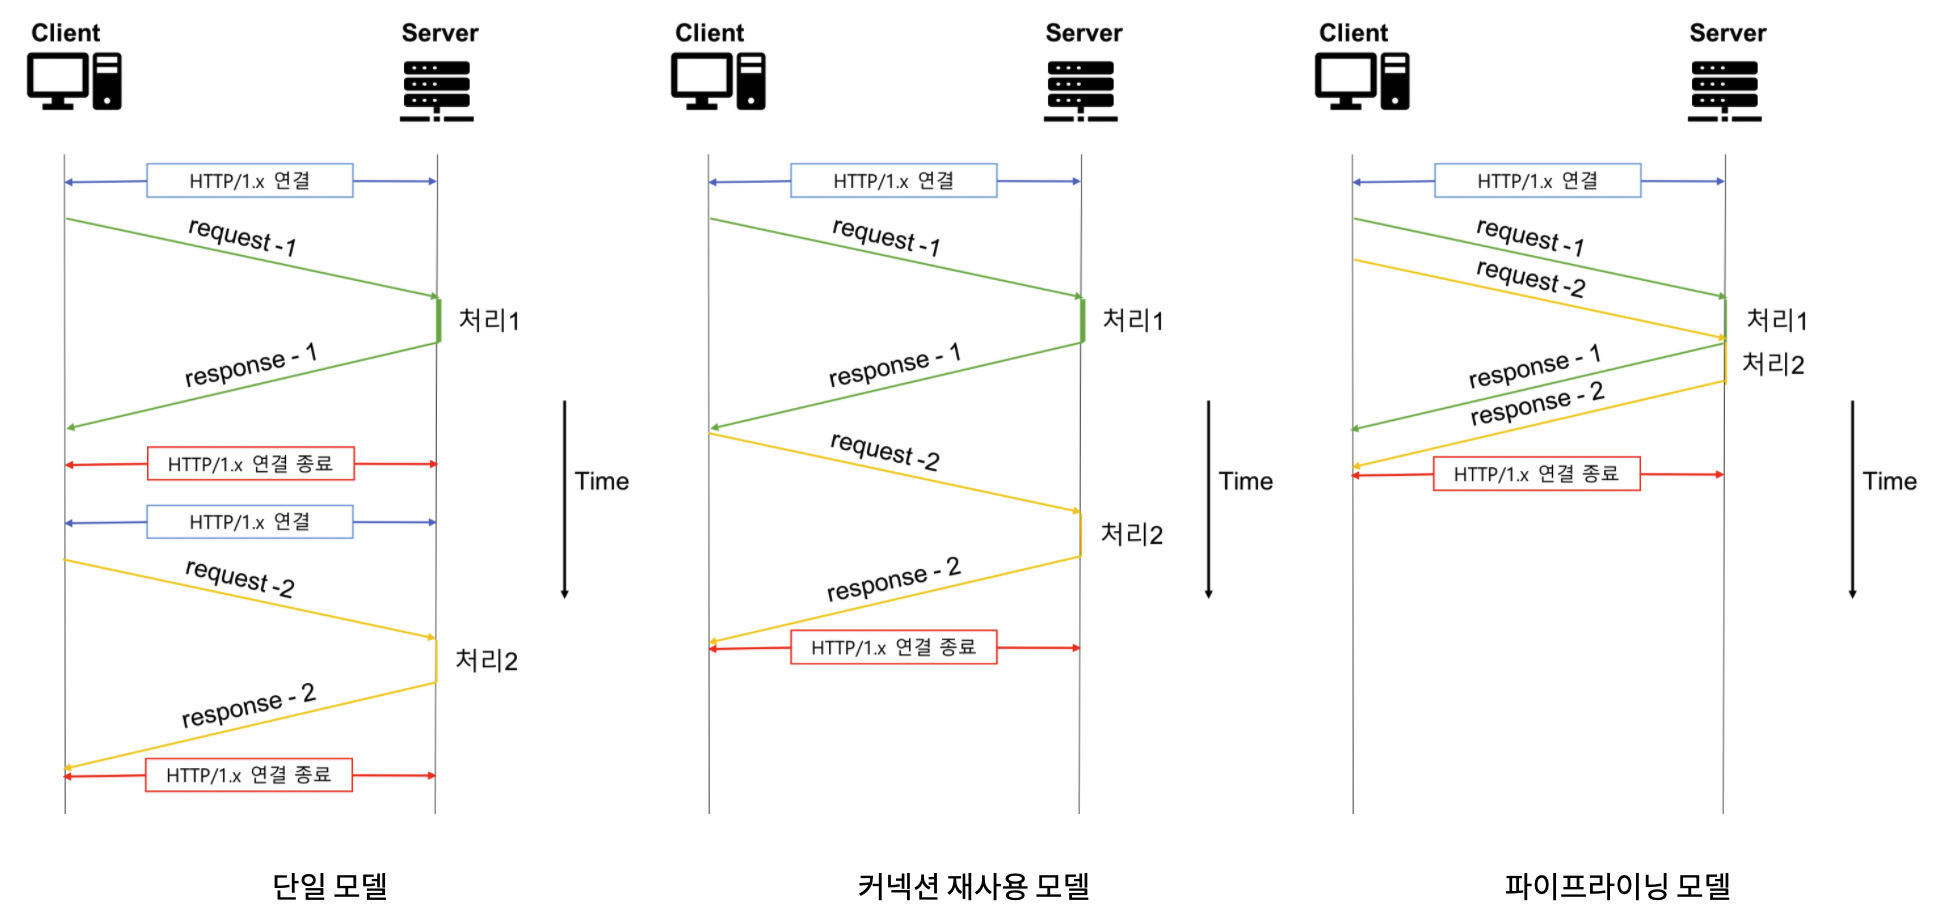 Client
Server
HTTP/1.x 연결
request -1
처리1
response - 1
HTTP/1.x 연결 종료
HTTP/1.x 연결
request -2
처리2
response - 2
HTTP/1.x 연결 종료
Time
단일 모델
Client
Server
HTTP/1.x 연결
request -1
처리1
response - 1
request -2
처리2
response - 2
HTTP/1.x 연결 종료
Time
커넥션 재사용 모델
Client
Server
HTTP/1.x 연결
request -1
request -2
처리1
response - 1
처리2
response - 2
HTTP/1.x 연결 종료
Time
파이프라이닝 모델